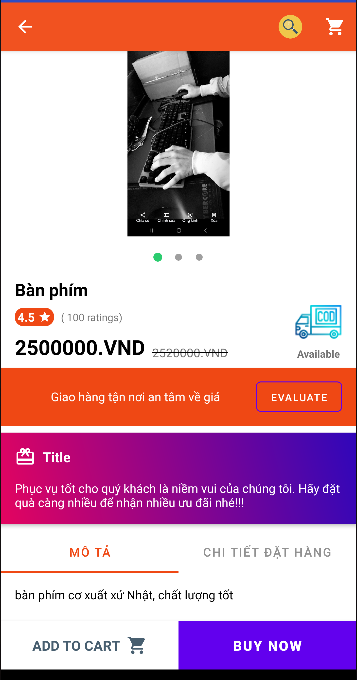 Bàn phím
4.5
( 100 ratings)
COD
2500000.VND 2520000.VND
Available
Giao hàng tận nơi an tâm về giá
EVALUATE
Title
Phục vụ tốt cho quý khách là niềm vui của chúng tôi. Hãy đặt
quà càng nhiều để nhận nhiều ưu đãi nhé!!!
MÔ TẢ
CHI TIẾT ĐẶT HÀNG
bàn phím cơ xuất xứ Nhật, chất lượng tốt
ADD TO CART
BUY NOW